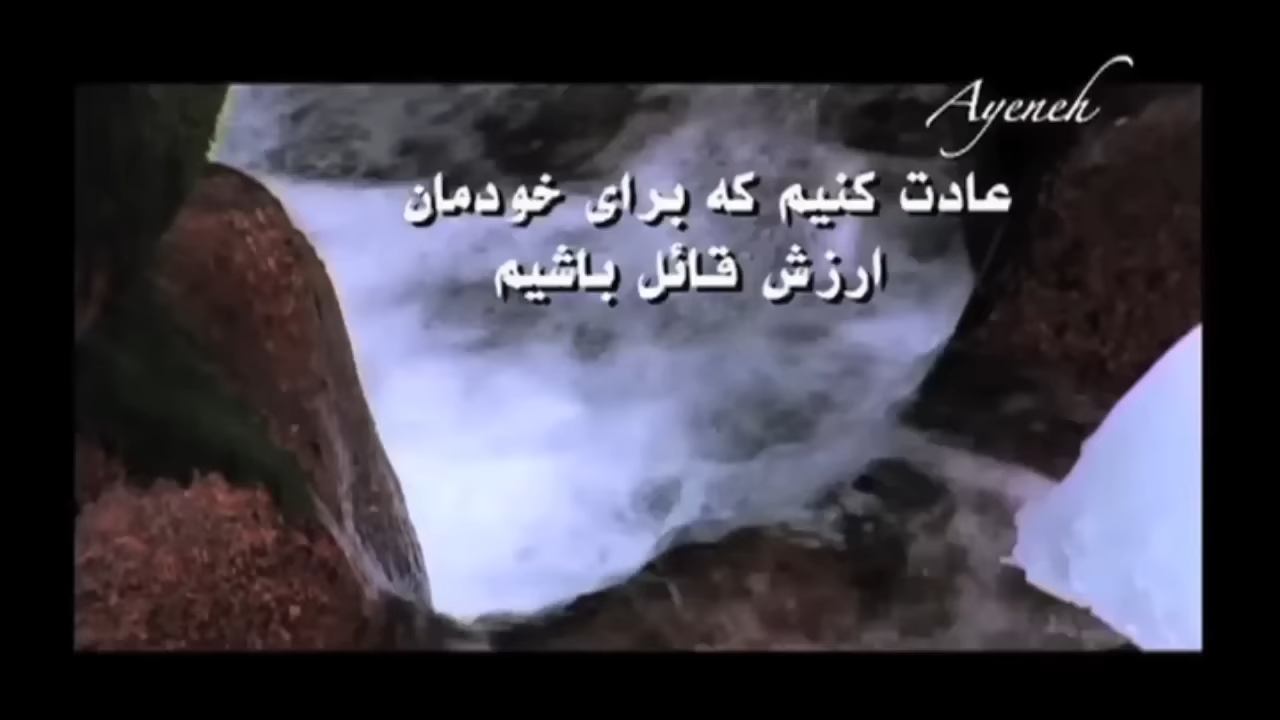 Ayeneh
عادت کنیم که برای خودمان
ارزش قائل باشیم